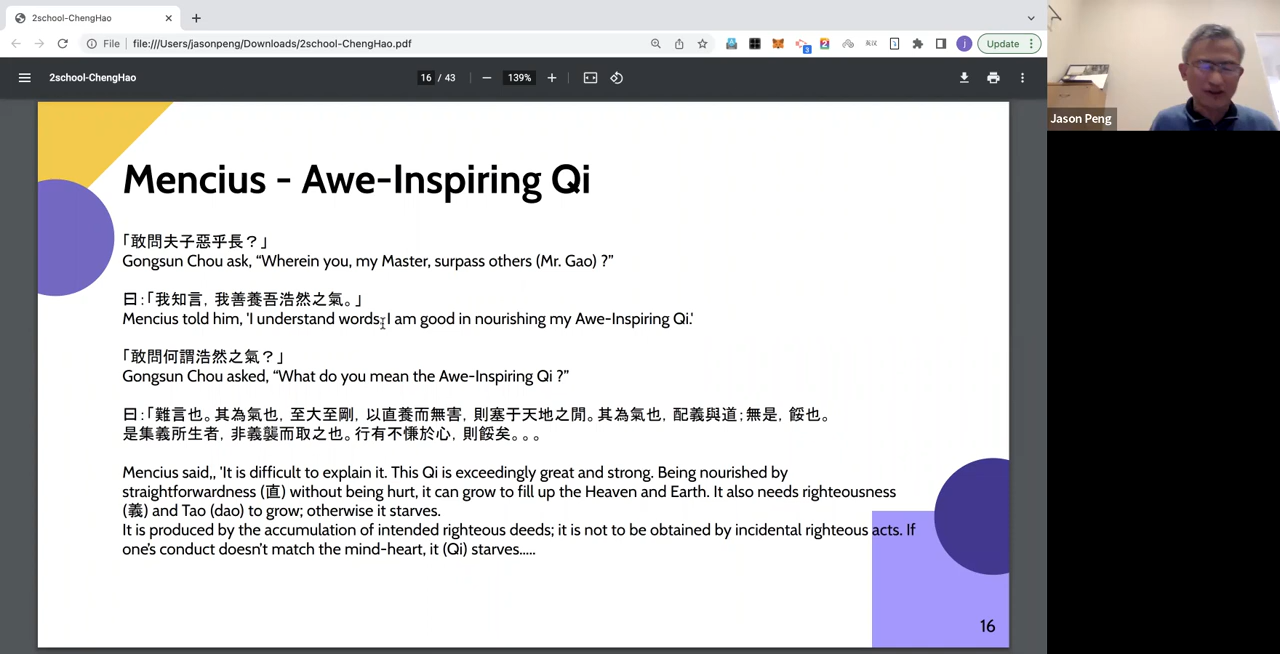 2school-ChengHao
File
file:///Users/jasonpeng/Downloads/2school-ChengHao.pdf
Update
2school-ChengHao
16 / 43
139%
Jason Peng
Mencius - Awe-Inspiring Qi
「敢問夫子惡乎長？」
Gongsun Chou ask, “Wherein you, my Master, surpass others (Mr. Gao) ?”
曰：「我知言，我善養吾浩然之氣。」
Mencius told him, 'I understand words, I am good in nourishing my Awe-Inspiring Qi.'
「敢問何謂浩然之氣？」
Gongsun Chou asked, “What do you mean the Awe-Inspiring Qi ?”
曰：「難言也。其為氣也，至大至剛，以直養而無害，則塞于天地之閒。其為氣也，配義與道；無是，餒也。
是集義所生者，非義襲而取之也。行有不慊於心，則餒矣。。。
Mencius said,, 'It is difficult to explain it. This Qi is exceedingly great and strong. Being nourished by
straightforwardness (直) without being hurt, it can grow to fill up the Heaven and Earth. It also needs righteousness
(義) and Tao (dao) to grow; otherwise it starves.
It is produced by the accumulation of intended righteous deeds; it is not to be obtained by incidental righteous acts. If
one's conduct doesn't match the mind-heart, it (Qi) starves.....
16